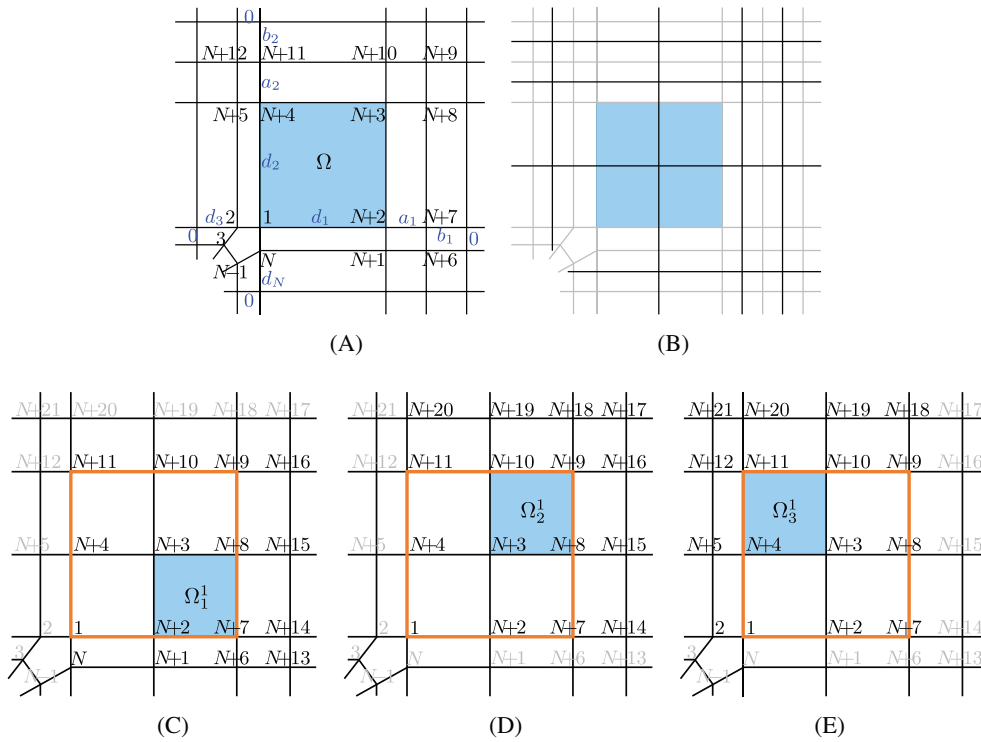 0 b₂
N+12 N+11 N+10 N+9
a₂
N+5 N+4 N+3 N+8
d₂ Ω
d₃ 2 1 d₁ N+2 a₁ N+7
0 3 b₁ 0
N−1 N N+1 N+6
d_N
0
(A) (B)
N+21 N+20 N+19 N+18 N+17
N+12 N+11 N+10 N+9 N+16
N+5 N+4 N+3 N+8 N+15
Ω₁¹
2 1 N+2 N+7 N+14
3 N N+1 N+6 N+13
N−1
(C)
N+21 N+20 N+19 N+18 N+17
N+12 N+11 N+10 N+9 N+16
Ω₂¹
N+5 N+4 N+3 N+8 N+15
2 1 N+2 N+7 N+14
3 N N+1 N+6 N+13
N−1
(D)
N+21 N+20 N+19 N+18 N+17
N+12 N+11 N+10 N+9 N+16
Ω₃¹
N+5 N+4 N+3 N+8 N+15
2 1 N+2 N+7 N+14
3 N N+1 N+6 N+13
N−1
(E)